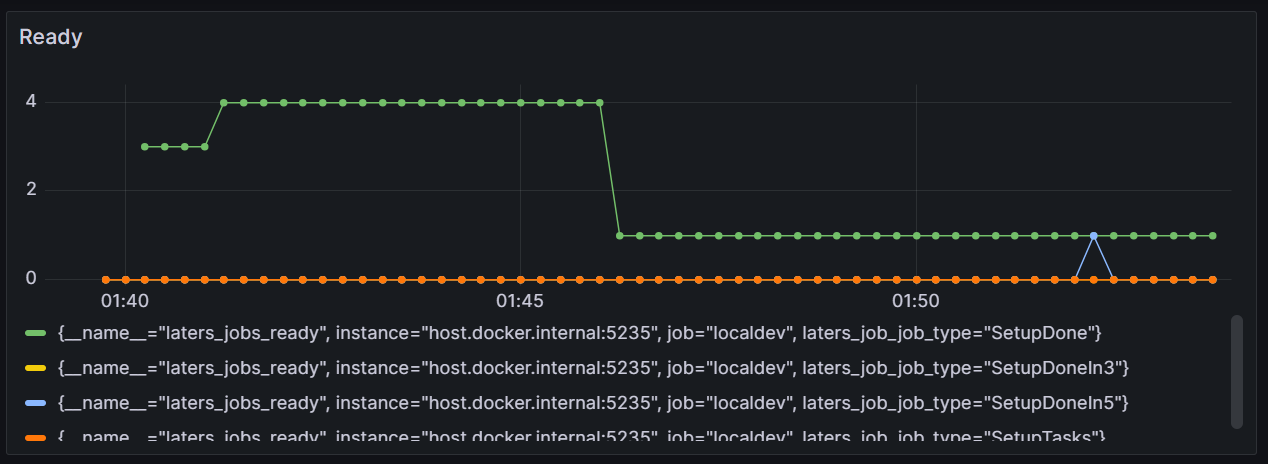 Ready
4
2
0
01:40 01:45 01:50
{__name__="laters_jobs_ready", instance="host.docker.internal:5235", job="localdev", laters_job_job_type="SetupDone"}
{__name__="laters_jobs_ready", instance="host.docker.internal:5235", job="localdev", laters_job_job_type="SetupDoneIn3"}
{__name__="laters_jobs_ready", instance="host.docker.internal:5235", job="localdev", laters_job_job_type="SetupDoneIn5"}
{__name__="laters_jobs_ready", instance="host.docker.internal:5235", job="localdev", laters_job_job_type="SetupTasks"}